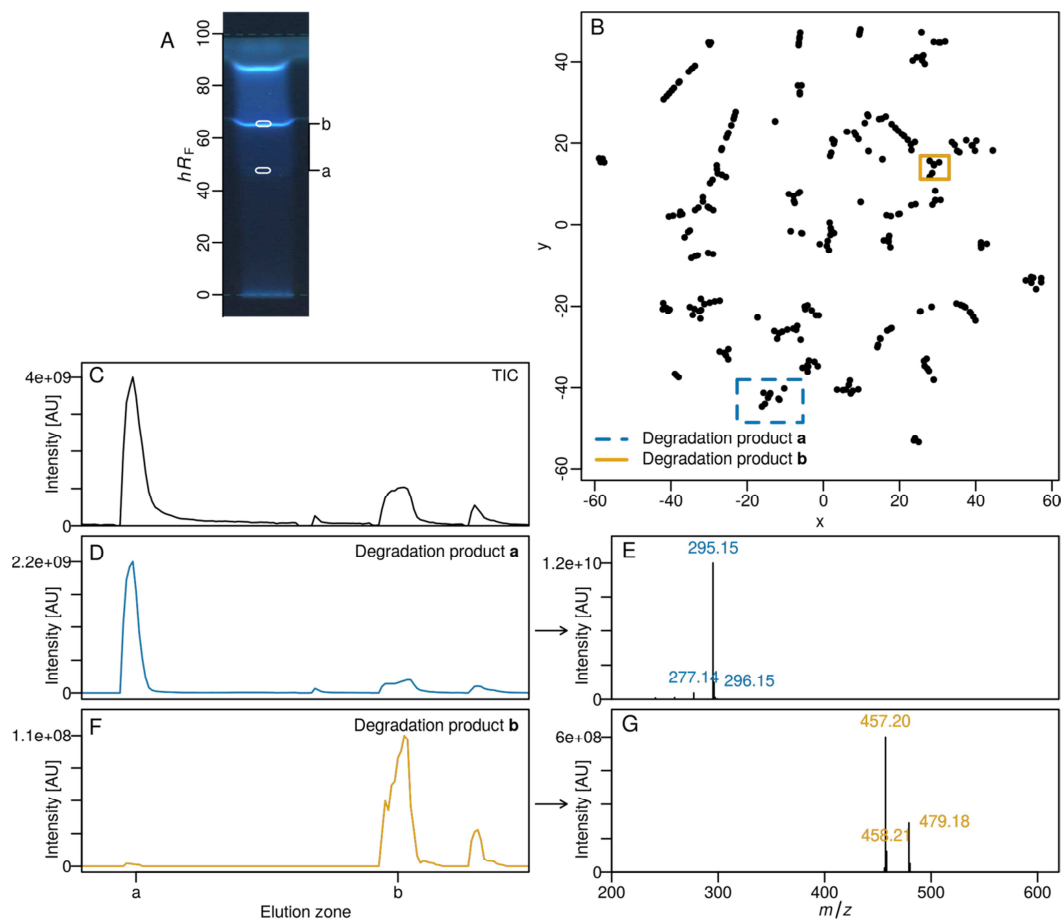 A
hRF
100
80
60
40
20
0
b
a
B
y
40
20
0
-20
-40
-60
Degradation product a
Degradation product b
-60 -40 -20 0 20 40 60
x
C
TIC
Intensity [AU]
4e+09
0
D
Degradation product a
Intensity [AU]
2.2e+09
0
E
295.15
Intensity [AU]
1.2e+10
277.14
296.15
0
F
Degradation product b
Intensity [AU]
1.1e+08
0
a b
Elution zone
G
457.20
Intensity [AU]
6e+08
458.21
479.18
0
200 300 400 500 600
m/z